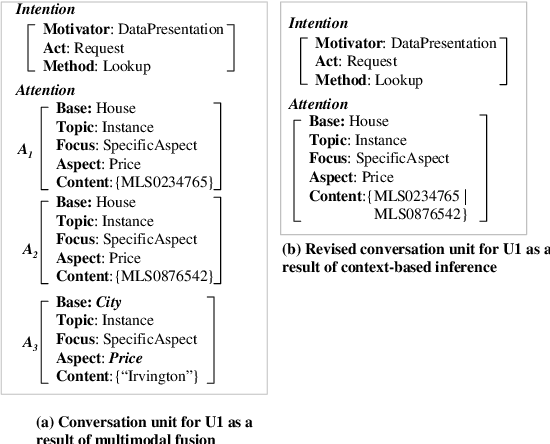 Intention
Motivator: DataPresentation
Act: Request
Method: Lookup
Attention
A1
Base: House
Topic: Instance
Focus: SpecificAspect
Aspect: Price
Content:{MLS0234765}
A2
Base: House
Topic: Instance
Focus: SpecificAspect
Aspect: Price
Content:{MLS0876542}
A3
Base: City
Topic: Instance
Focus: SpecificAspect
Aspect: Price
Content:{“Irvington”}
(a) Conversation unit for U1 as a
result of multimodal fusion
Intention
Motivator: DataPresentation
Act: Request
Method: Lookup
Attention
Base: House
Topic: Instance
Focus: SpecificAspect
Aspect: Price
Content:{MLS0234765 |
MLS0876542}
(b) Revised conversation unit for U1 as a
result of context-based inference